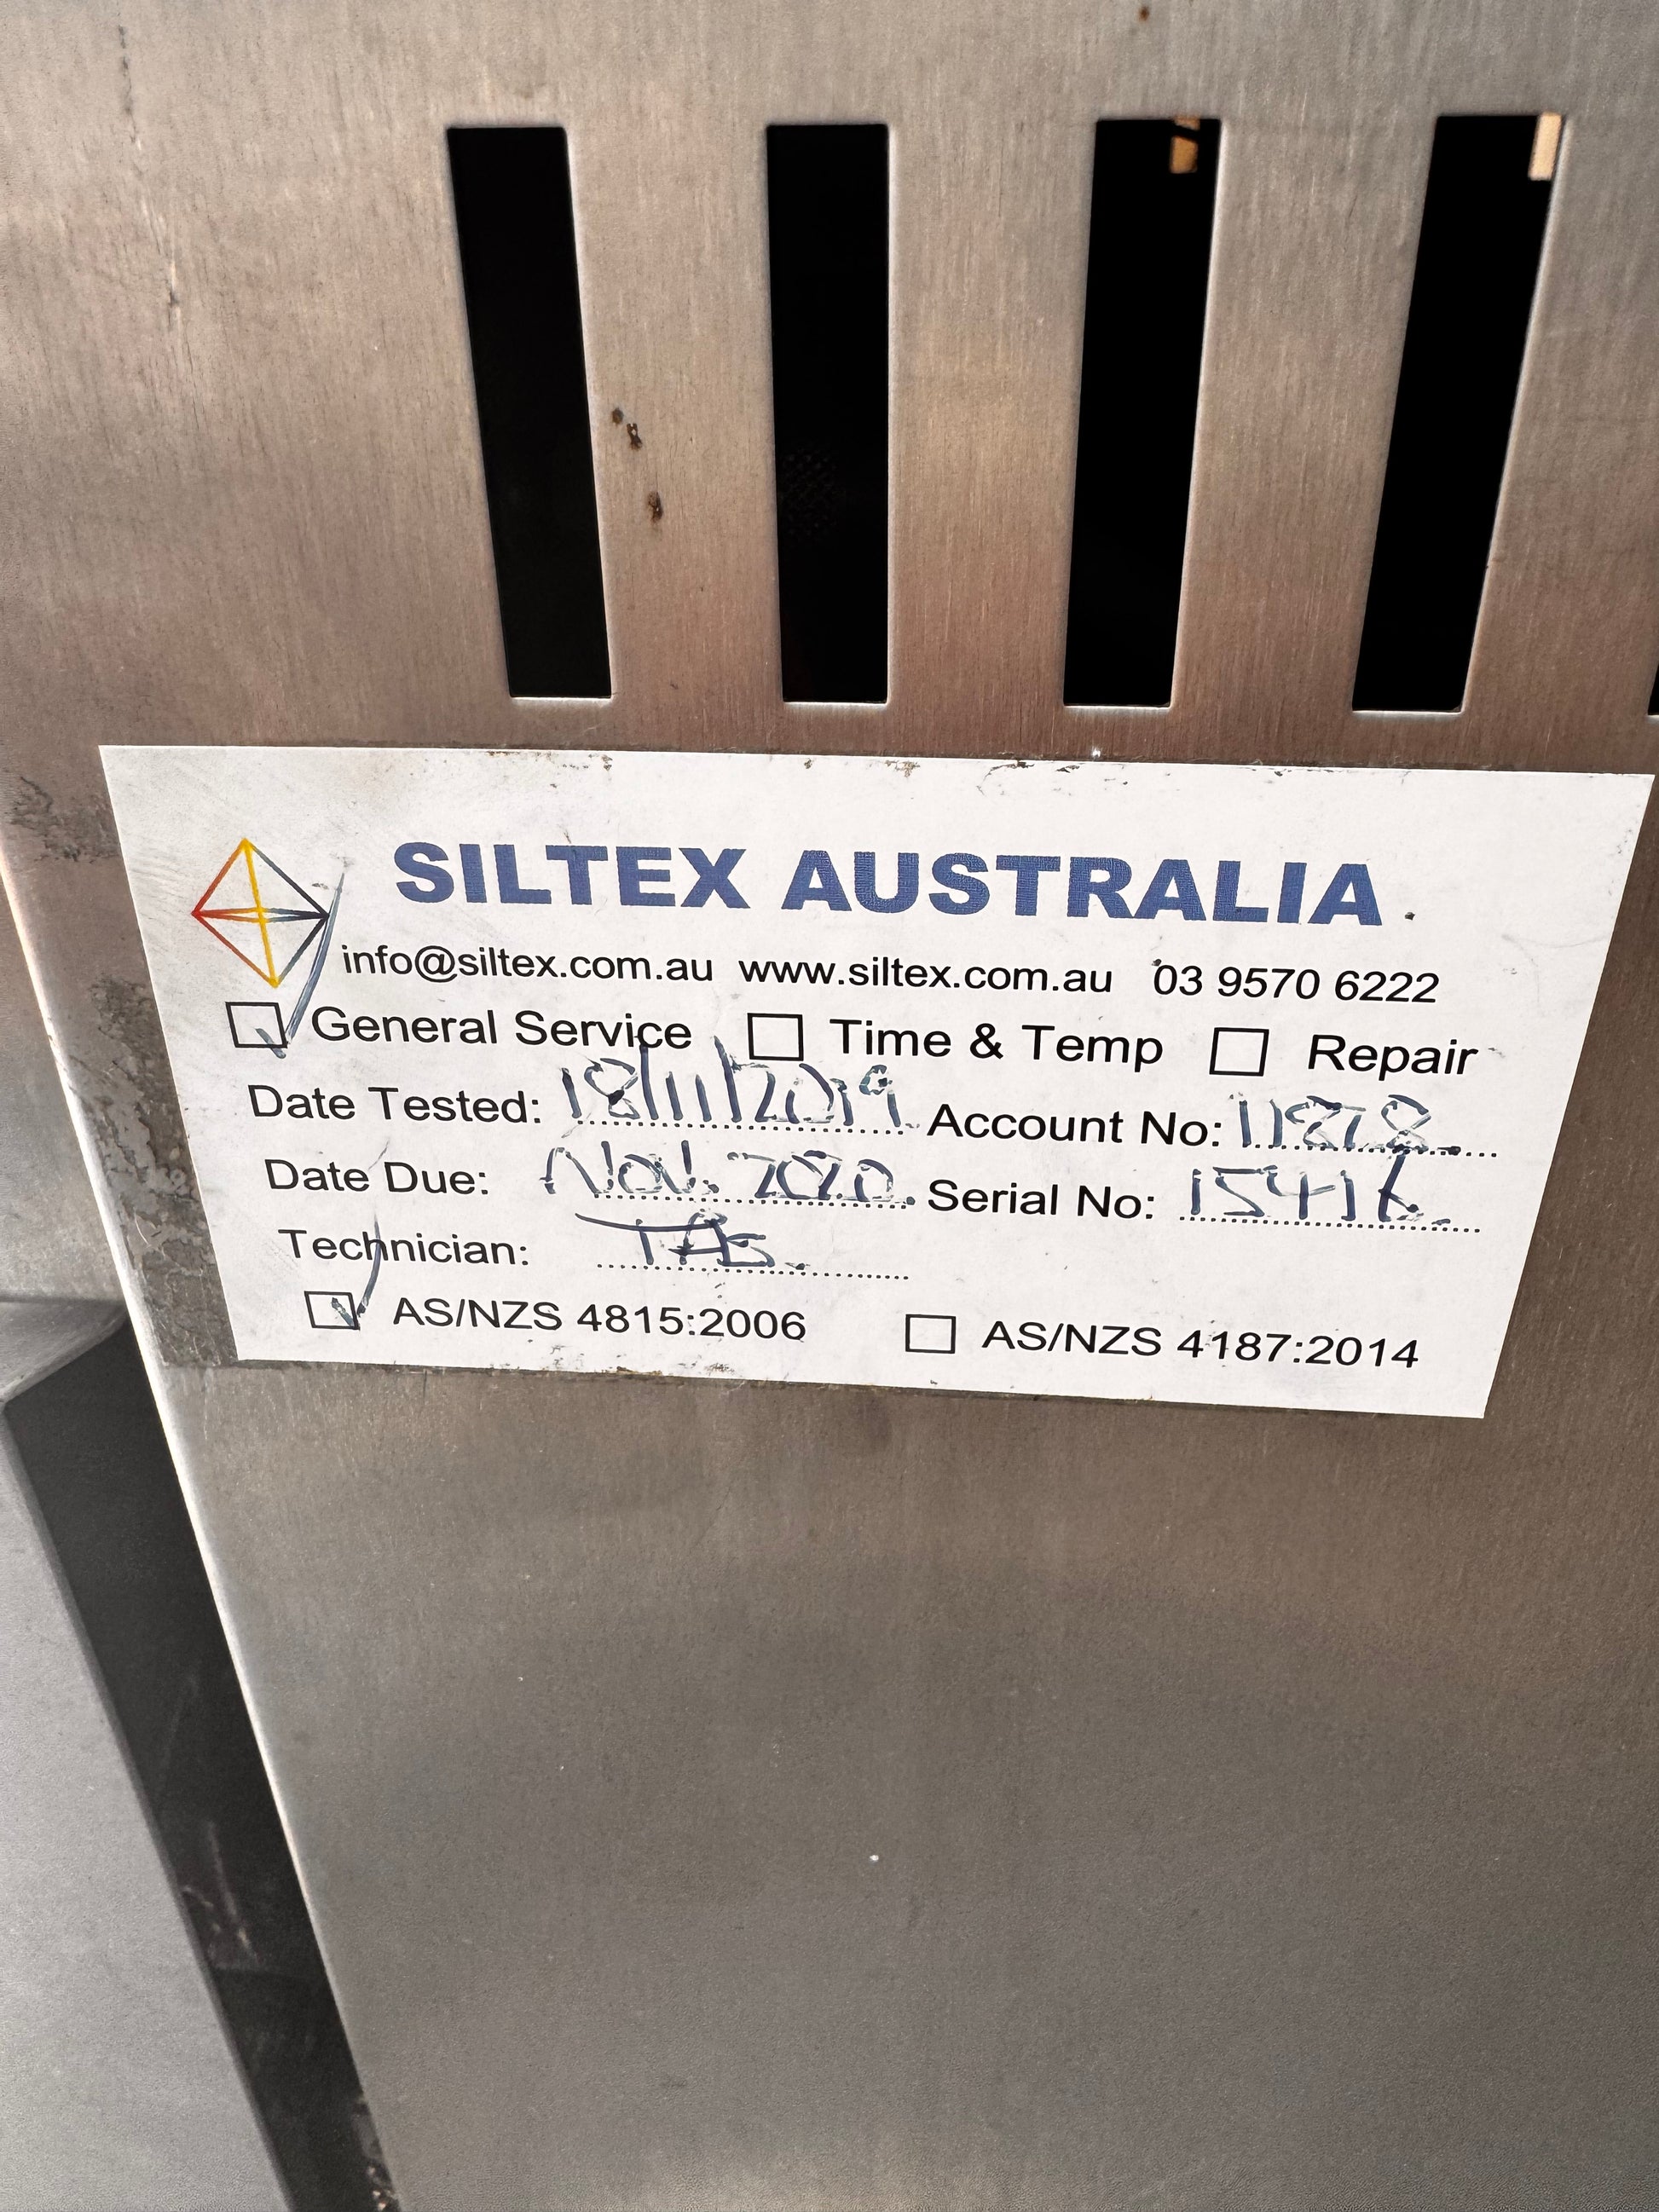 SILTEX AUSTRALIA
info@siltex.com.au www.siltex.com.au 03 9570 6222
General Service Time & Temp Repair
Date Tested: 18/11/2019 Account No: 11878
Date Due: Nov. 2020. Serial No: 15416
Technician:
AS/NZS 4815:2006 AS/NZS 4187:2014